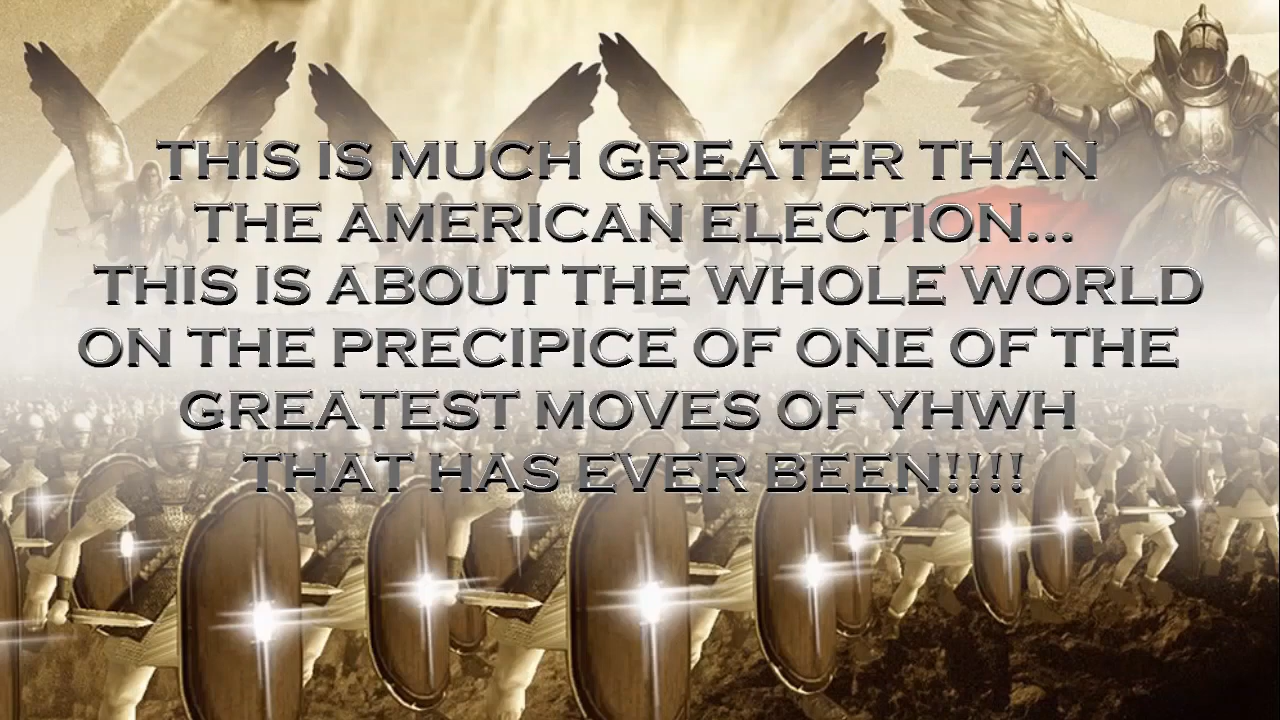 THIS IS MUCH GREATER THAN
THE AMERICAN ELECTION...
THIS IS ABOUT THE WHOLE WORLD
ON THE PRECIPICE OF ONE OF THE
GREATEST MOVES OF YHWH
THAT HAS EVER BEEN!!!!